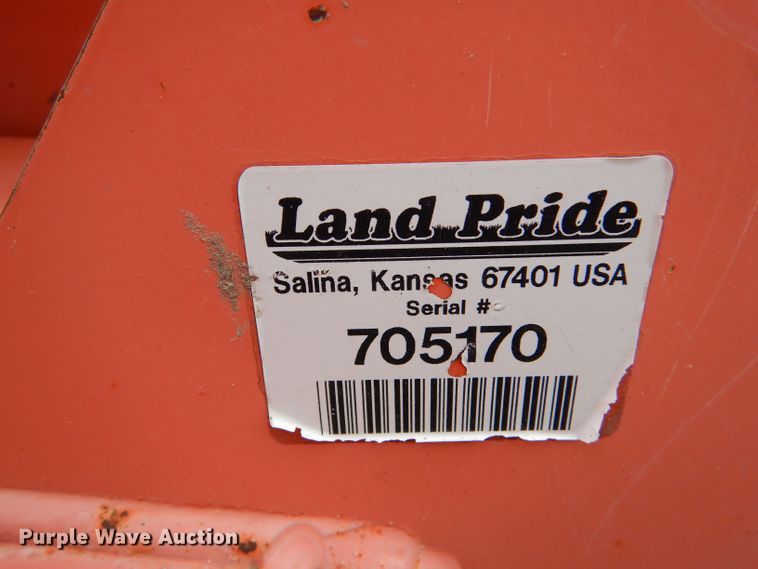 Land Pride
Salina, Kansas 67401 USA
Serial #
705170
Purple Wave Auction